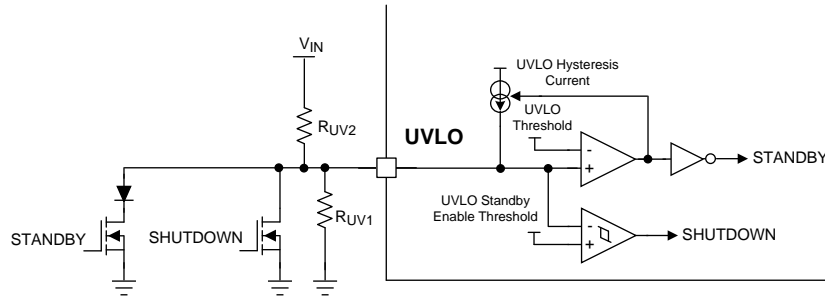 VIN
UVLO Hysteresis
Current
UVLO
Threshold
RUV2
UVLO
-
+
STANDBY
UVLO Standby
Enable Threshold
RUV1
STANDBY
SHUTDOWN
-
+
SHUTDOWN